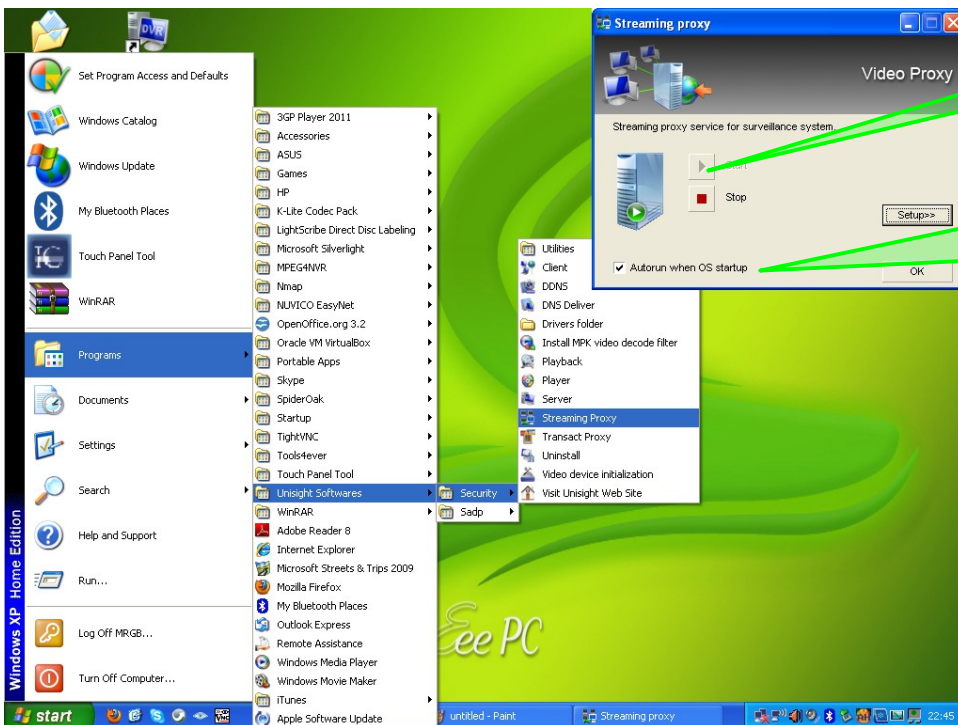 DVR
Set Program Access and Defaults
Windows Catalog
Windows Update
My Bluetooth Places
Touch Panel Tool
WinRAR
Programs
Documents
Settings
Search
Help and Support
Run...
Log Off MRGB...
Turn Off Computer...
Windows XP Home Edition
3GP Player 2011
Accessories
ASUS
Games
HP
K-Lite Codec Pack
LightScribe Direct Disc Labeling
Microsoft Silverlight
MPEG4NVR
Nmap
NUVICO EasyNet
OpenOffice.org 3.2
Oracle VM VirtualBox
Portable Apps
Skype
SpiderOak
Startup
TightVNC
Tools4ever
Touch Panel Tool
Unisight Softwares
WinRAR
Adobe Reader 8
Internet Explorer
Microsoft Streets & Trips 2009
Mozilla Firefox
My Bluetooth Places
Outlook Express
Remote Assistance
Windows Media Player
Windows Movie Maker
iTunes
Apple Software Update
Security
Sadp
Utilities
Client
DDNS
DNS Deliver
Drivers folder
Install MPK video decode filter
Playback
Player
Server
Streaming Proxy
Transact Proxy
Uninstall
Video device initialization
Visit Unisight Web Site
Streaming proxy
Video Proxy
Streaming proxy service for surveillance system.
Start
Stop
Setup>>
Autorun when OS startup
OK
Eee PC
start
untitled - Paint
Streaming proxy
22:45